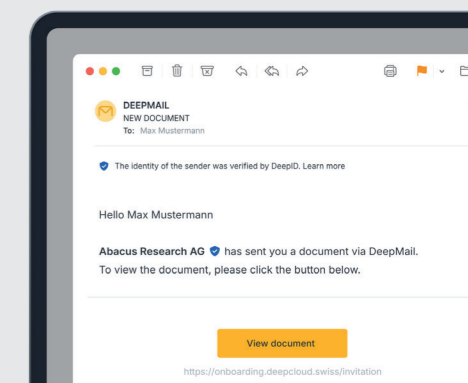 DEEPMAIL
NEW DOCUMENT
To: Max Mustermann
The identity of the sender was verified by DeepID. Learn more
Hello Max Mustermann
Abacus Research AG has sent you a document via DeepMail.
To view the document, please click the button below.
View document
https://onboarding.deepcloud.swiss/invitation